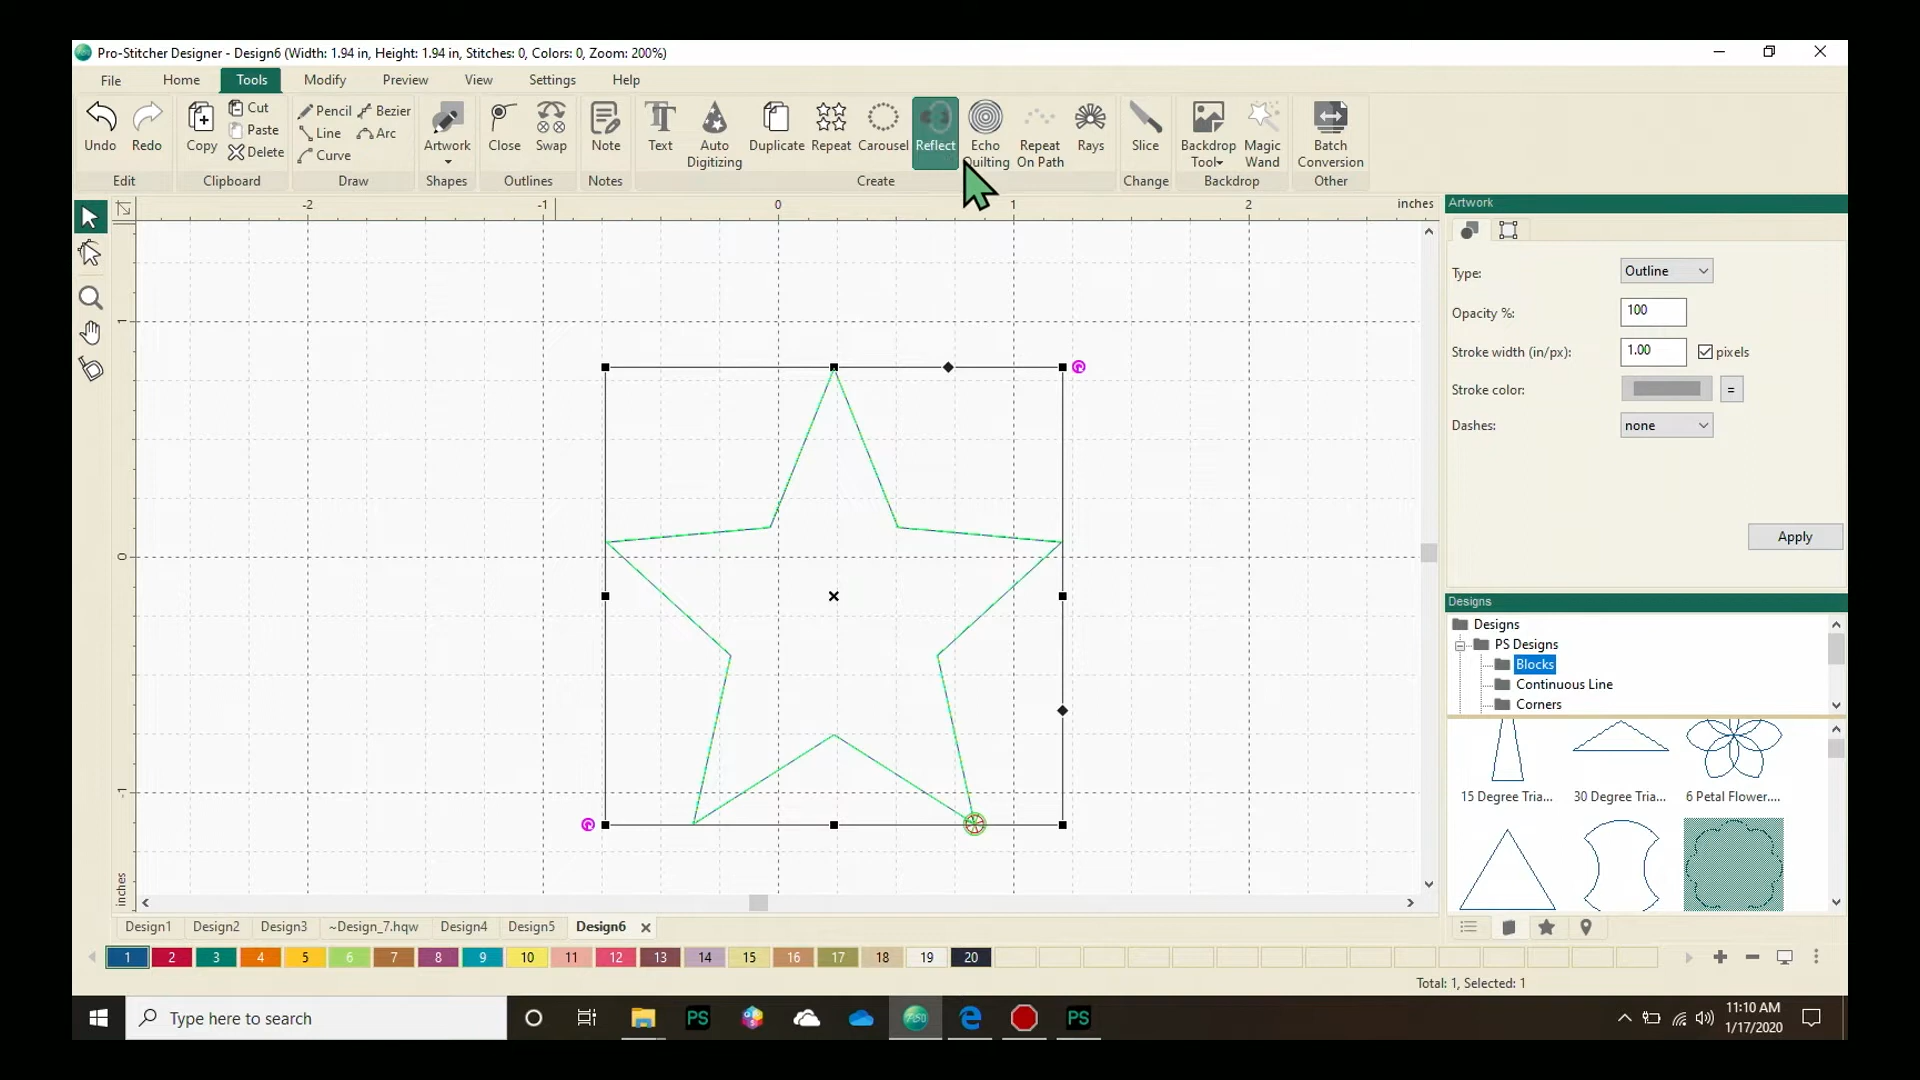 Pro-Stitcher Designer - Design6 (Width: 1.94 in, Height: 1.94 in, Stitches: 0, Colors: 0, Zoom: 200%)
File Home Tools Modify Preview View Settings Help
Undo Redo Copy Cut Paste Delete Pencil Bezier Line Arc Curve Artwork Close Swap Note Text Auto Digitizing Duplicate Repeat Carousel Reflect Echo Quilting Repeat On Path Rays Slice Backdrop Tool Magic Wand Batch Conversion
Edit Clipboard Draw Shapes Outlines Notes Create Change Backdrop Other
-2 -1 0 1 2 inches
1
0
-1
inches
Artwork
Type: Outline
Opacity %: 100
Stroke width (in/px): 1.00 pixels
Stroke color: =
Dashes: none
Apply
Designs
Designs
PS Designs
Blocks
Continuous Line
Corners
15 Degree Tria... 30 Degree Tria... 6 Petal Flower....
Design1 Design2 Design3 ~Design_7.hqw Design4 Design5 Design6
1 2 3 4 5 6 7 8 9 10 11 12 13 14 15 16 17 18 19 20
Total: 1, Selected: 1
Type here to search PS PS 11:10 AM
1/17/2020